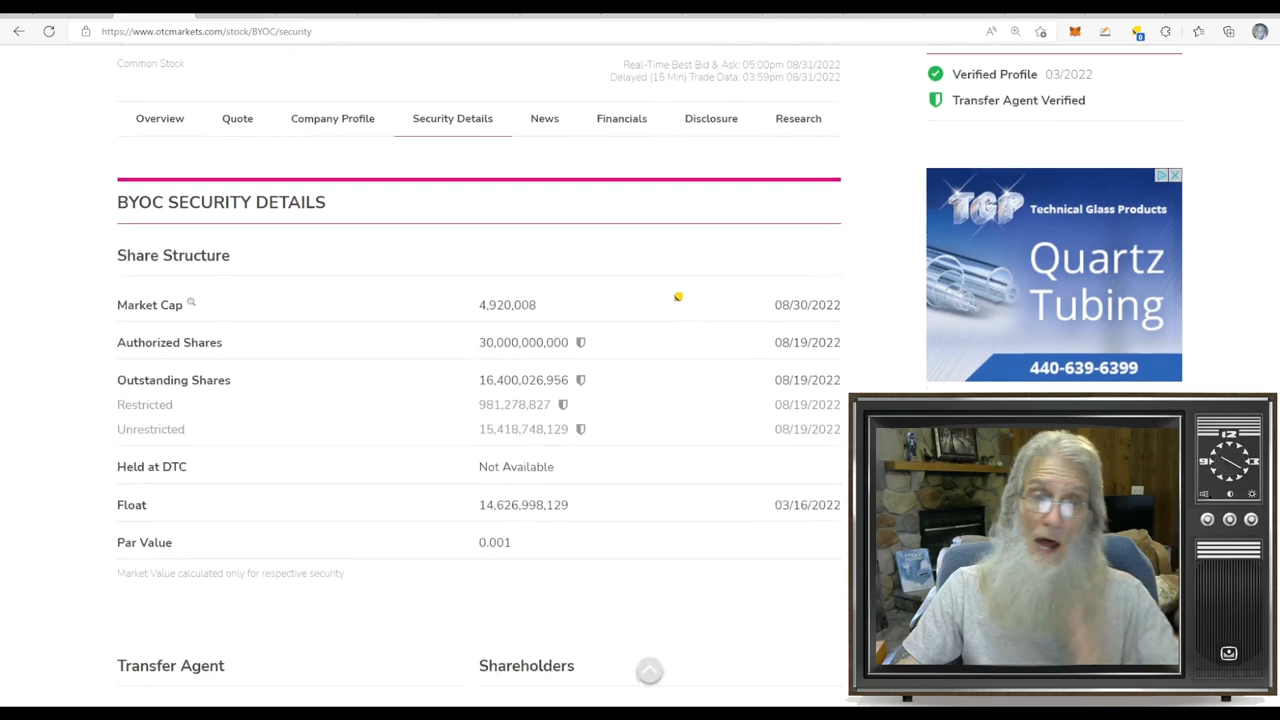 https://www.otcmarkets.com/stock/BYOC/security
Common Stock
Real-Time Best Bid & Ask: 05:00pm 08/31/2022
Delayed (15 Min) Trade Data: 03:59pm 08/31/2022
Verified Profile 03/2022
Transfer Agent Verified
Overview Quote Company Profile Security Details News Financials Disclosure Research
BYOC SECURITY DETAILS
Share Structure
Market Cap 4,920,008 08/30/2022
Authorized Shares 30,000,000,000 08/19/2022
Outstanding Shares 16,400,026,956 08/19/2022
Restricted 981,278,827 08/19/2022
Unrestricted 15,418,748,129 08/19/2022
Held at DTC Not Available
Float 14,626,998,129 03/16/2022
Par Value 0.001
Market Value calculated only for respective security
Transfer Agent Shareholders
TGP Technical Glass Products
Quartz
Tubing
440-639-6399
12
9 3